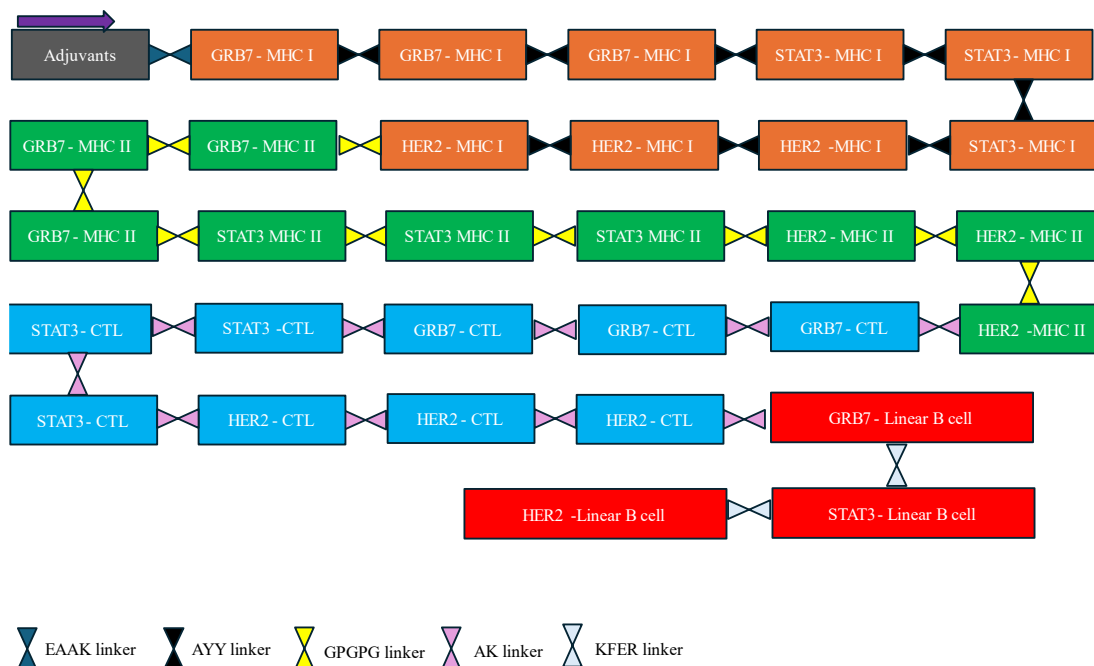 Adjuvants
GRB7 - MHC I
GRB7 - MHC I
GRB7 - MHC I
STAT3 - MHC I
STAT3 - MHC I
GRB7 - MHC II
GRB7 - MHC II
HER2 - MHC I
HER2 - MHC I
HER2 -MHC I
STAT3 - MHC I
GRB7 - MHC II
STAT3 MHC II
STAT3 MHC II
STAT3 MHC II
HER2 - MHC II
HER2 - MHC II
STAT3 - CTL
STAT3 -CTL
GRB7 - CTL
GRB7 - CTL
GRB7 - CTL
HER2 -MHC II
STAT3 - CTL
HER2 - CTL
HER2 - CTL
HER2 - CTL
GRB7 - Linear B cell
HER2 -Linear B cell
STAT3 - Linear B cell
EAAK linker
AYY linker
GPGPG linker
AK linker
KFER linker